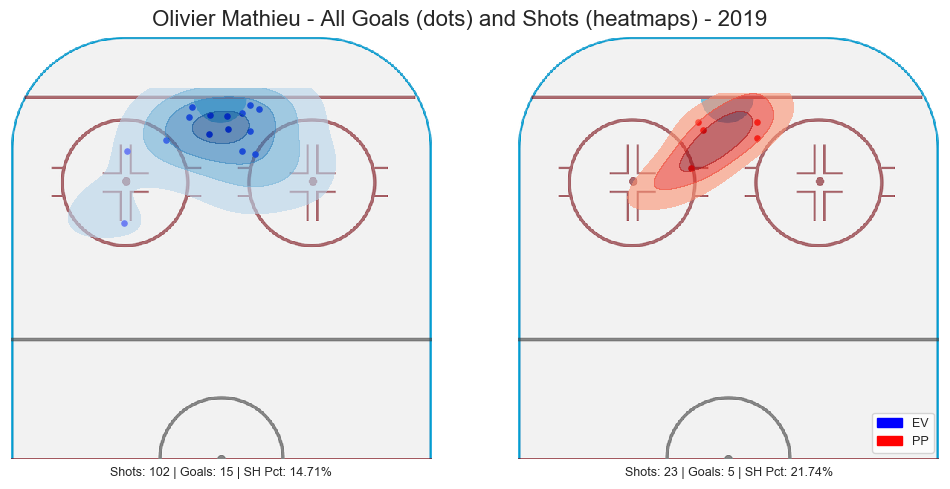 Olivier Mathieu - All Goals (dots) and Shots (heatmaps) - 2019
EV
PP
Shots: 102 | Goals: 15 | SH Pct: 14.71%
Shots: 23 | Goals: 5 | SH Pct: 21.74%